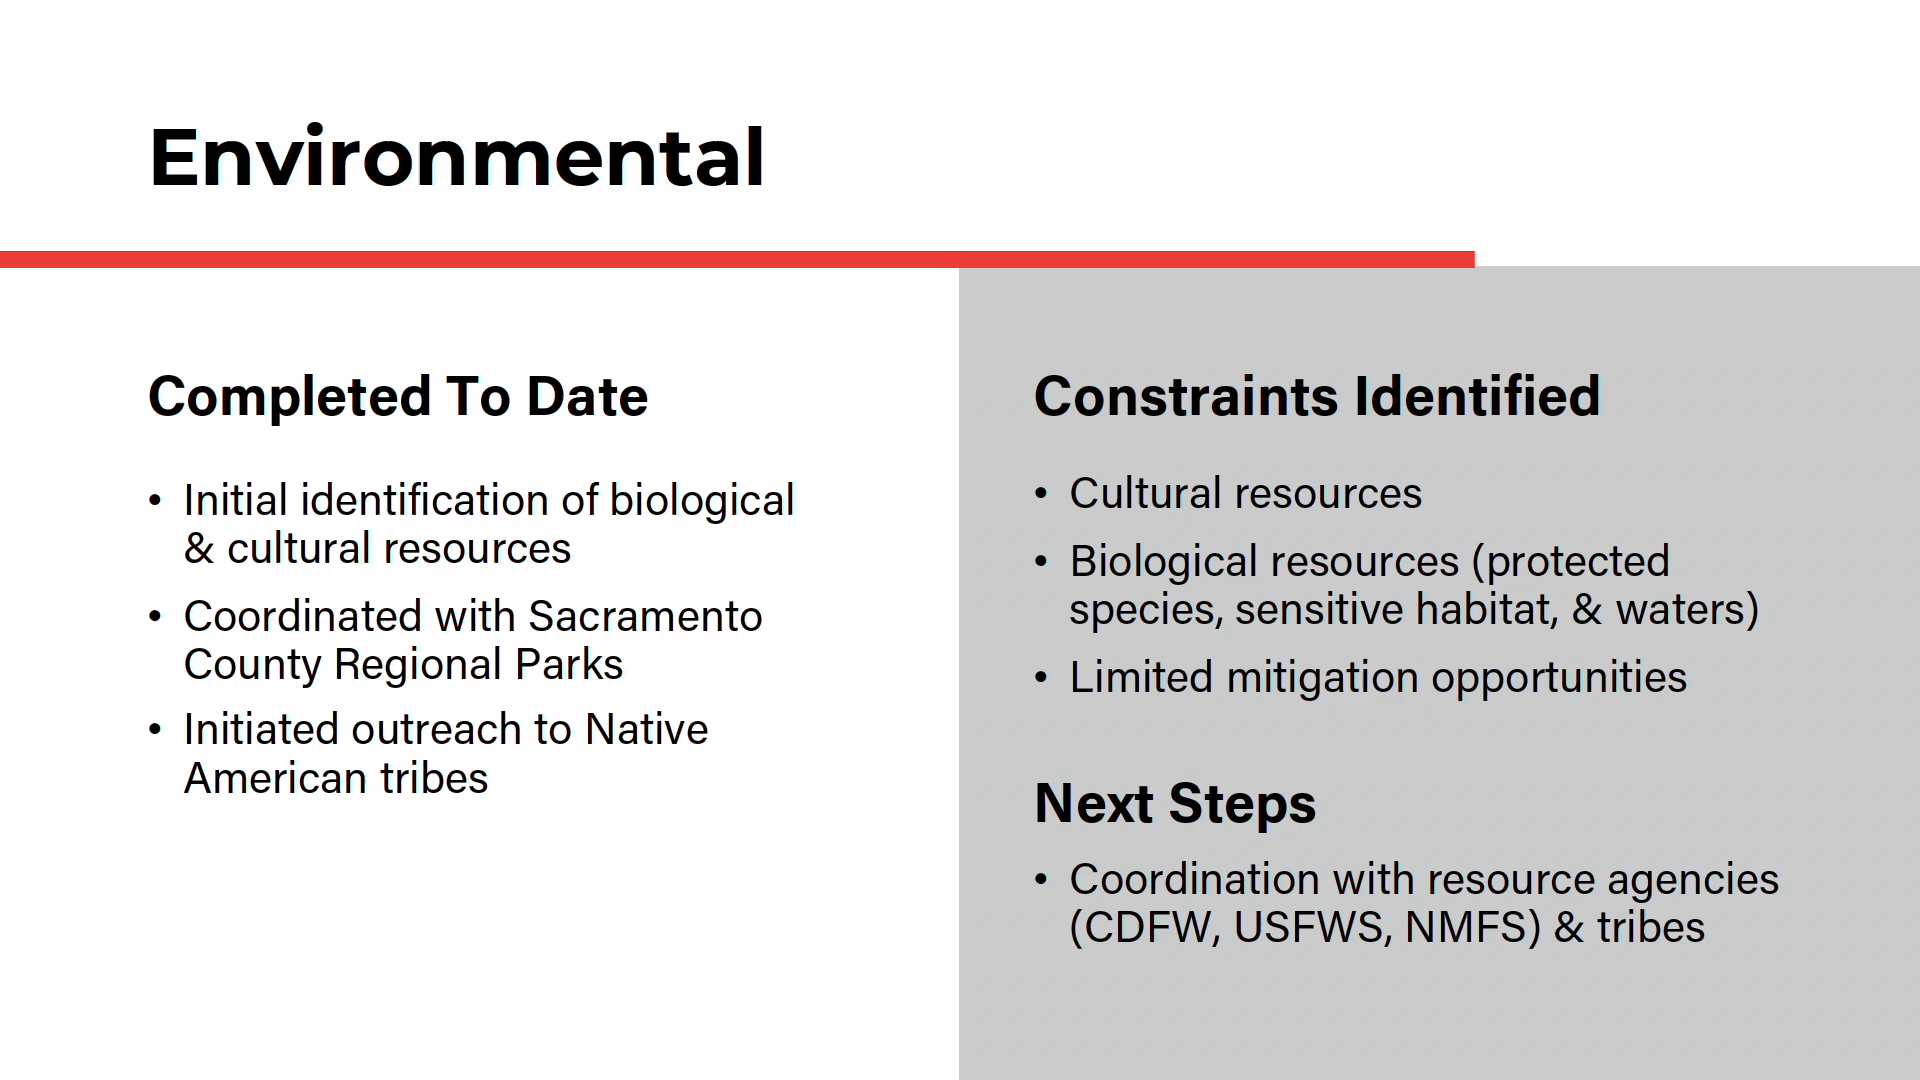 Environmental
Completed To Date
• Initial identification of biological
& cultural resources
• Coordinated with Sacramento
County Regional Parks
• Initiated outreach to Native
American tribes
Constraints Identified
• Cultural resources
• Biological resources (protected
species, sensitive habitat, & waters)
• Limited mitigation opportunities
Next Steps
• Coordination with resource agencies
(CDFW, USFWS, NMFS) & tribes